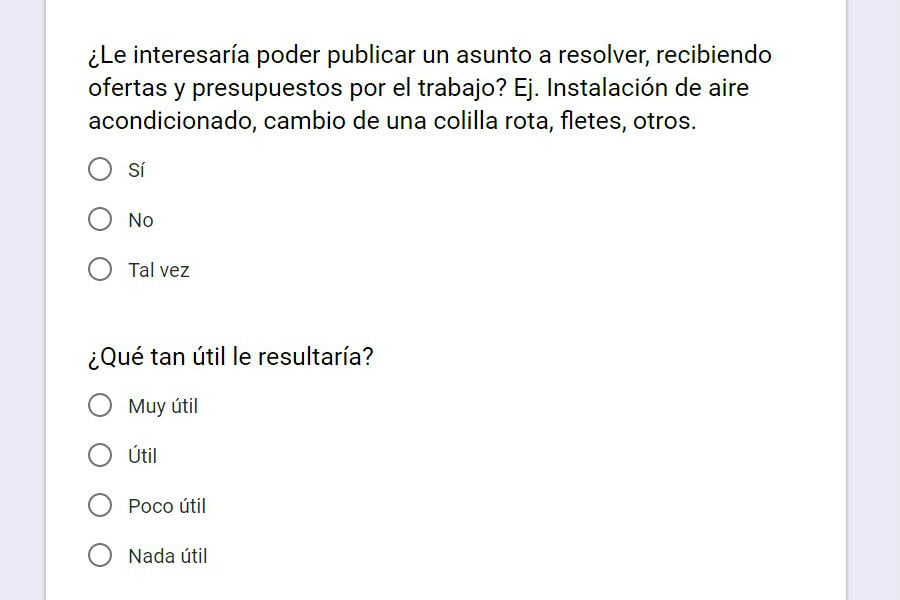 ¿Le interesaría poder publicar un asunto a resolver, recibiendo
ofertas y presupuestos por el trabajo? Ej. Instalación de aire
acondicionado, cambio de una colilla rota, fletes, otros.
Sí
No
Tal vez
¿Qué tan útil le resultaría?
Muy útil
Útil
Poco útil
Nada útil